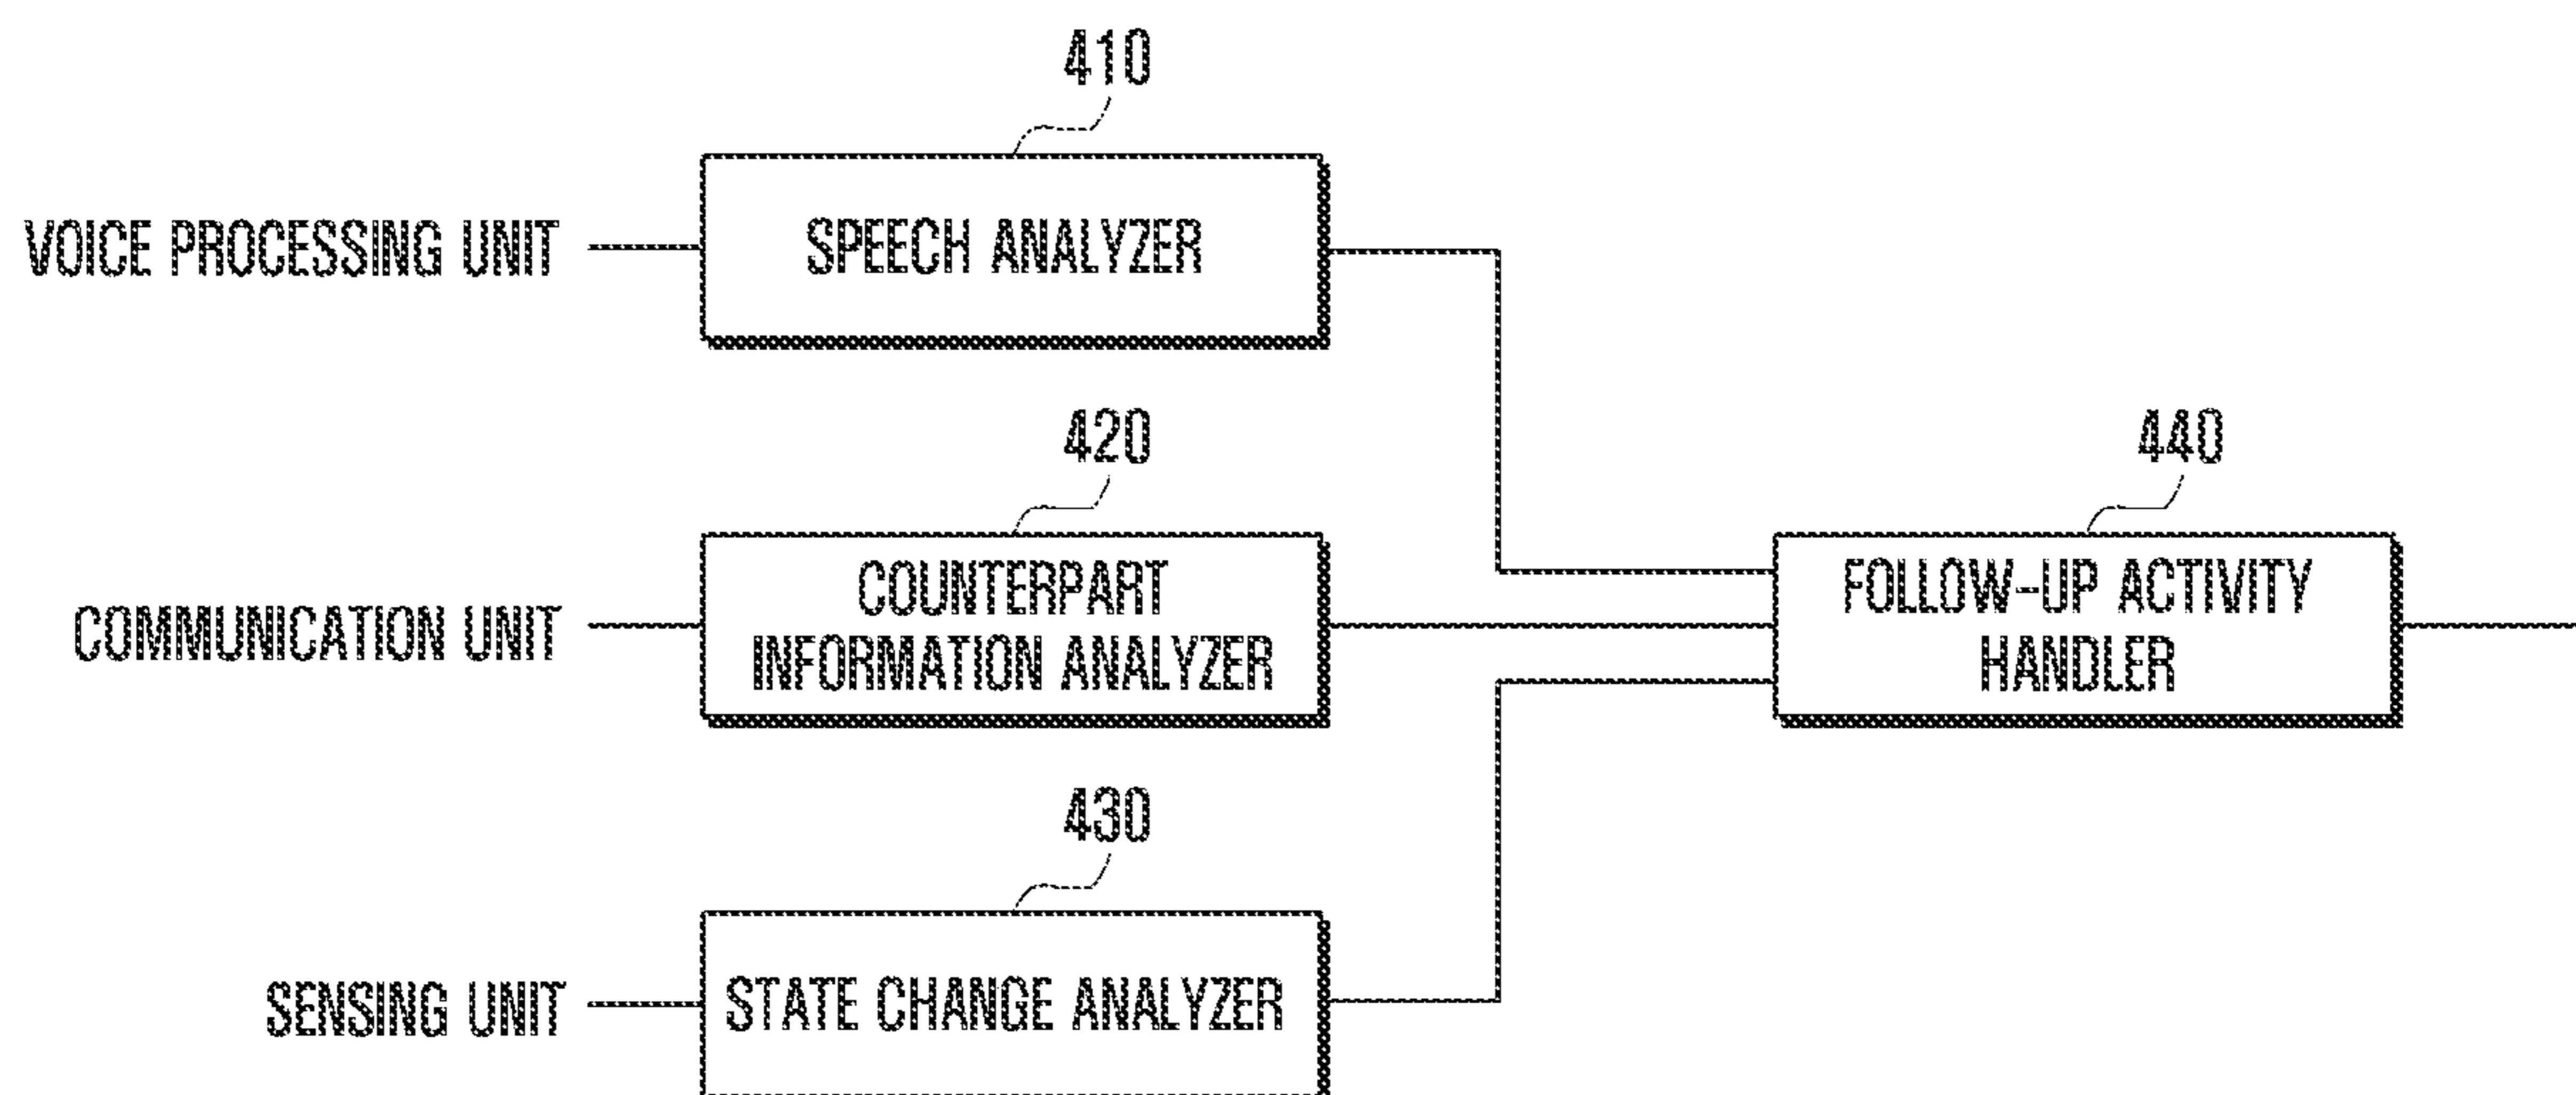 410
VOICE PROCESSING UNIT
SPEECH ANALYZER
420
440
COMMUNICATION UNIT
COUNTERPART
INFORMATION ANALYZER
FOLLOW-UP ACTIVITY
HANDLER
430
SENSING UNIT
STATE CHANGE ANALYZER